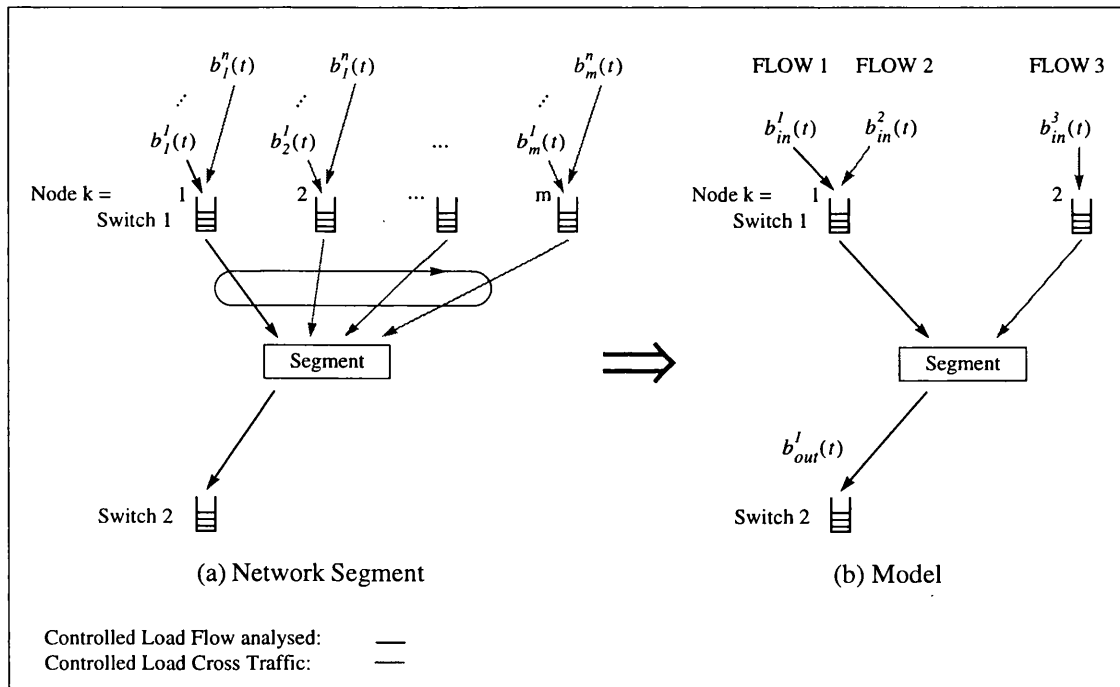 b_1^n(t) b_1^n(t) b_m^n(t) FLOW 1 FLOW 2 FLOW 3
... ... ... ...
b_1^1(t) b_2^1(t) ... b_m^1(t) b_in^1(t) b_in^2(t) b_in^3(t)
Node k = 1 2 ... m Node k = 1 2
Switch 1 Switch 1
Segment Segment
b_out^1(t)
Switch 2 Switch 2
(a) Network Segment (b) Model
Controlled Load Flow analysed:
Controlled Load Cross Traffic: